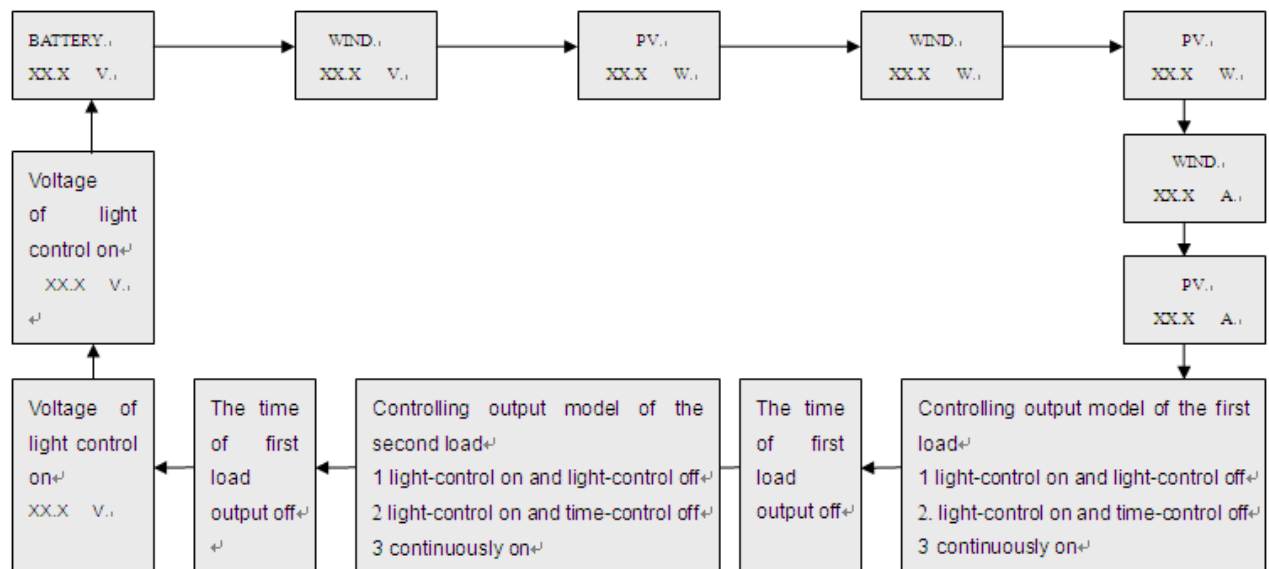 BATTERY.
XX.X V.
WIND.
XX.X V.
PV.
XX.X W.
WIND.
XX.X W.
PV.
XX.X W.
WIND.
XX.X A.
PV.
XX.X A.
Controlling output model of the first
load↵
1 light-control on and light-control off↵
2. light-control on and time-control off↵
3 continuously on↵
The time
of first
load
output off↵
Controlling output model of the
second load↵
1 light-control on and light-control off↵
2 light-control on and time-control off↵
3 continuously on↵
The time
of first
load
output off↵
↵
Voltage of
light control
on↵
XX.X V.
Voltage
of light
control on↵
XX.X V.
↵